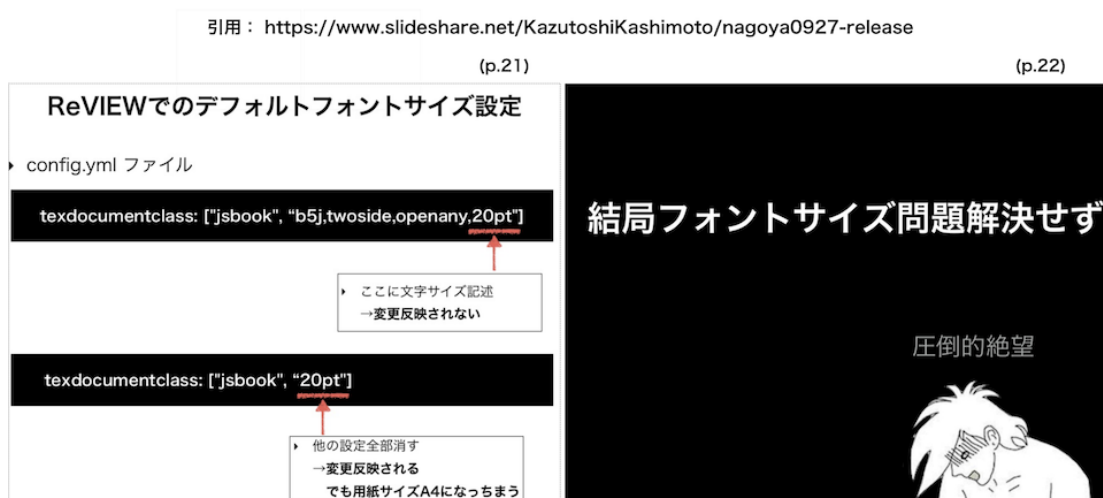 引用： https://www.slideshare.net/KazutoshiKashimoto/nagoya0927-release
(p.21)
ReVIEWでのデフォルトフォントサイズ設定
config.yml ファイル
texdocumentclass: ["jsbook", “b5j,twoside,openany,20pt"]
ここに文字サイズ記述
→変更反映されない
texdocumentclass: ["jsbook", “20pt"]
他の設定全部消す
→変更反映される
でも用紙サイズA4になっちまう
(p.22)
結局フォントサイズ問題解決せず
圧倒的絶望